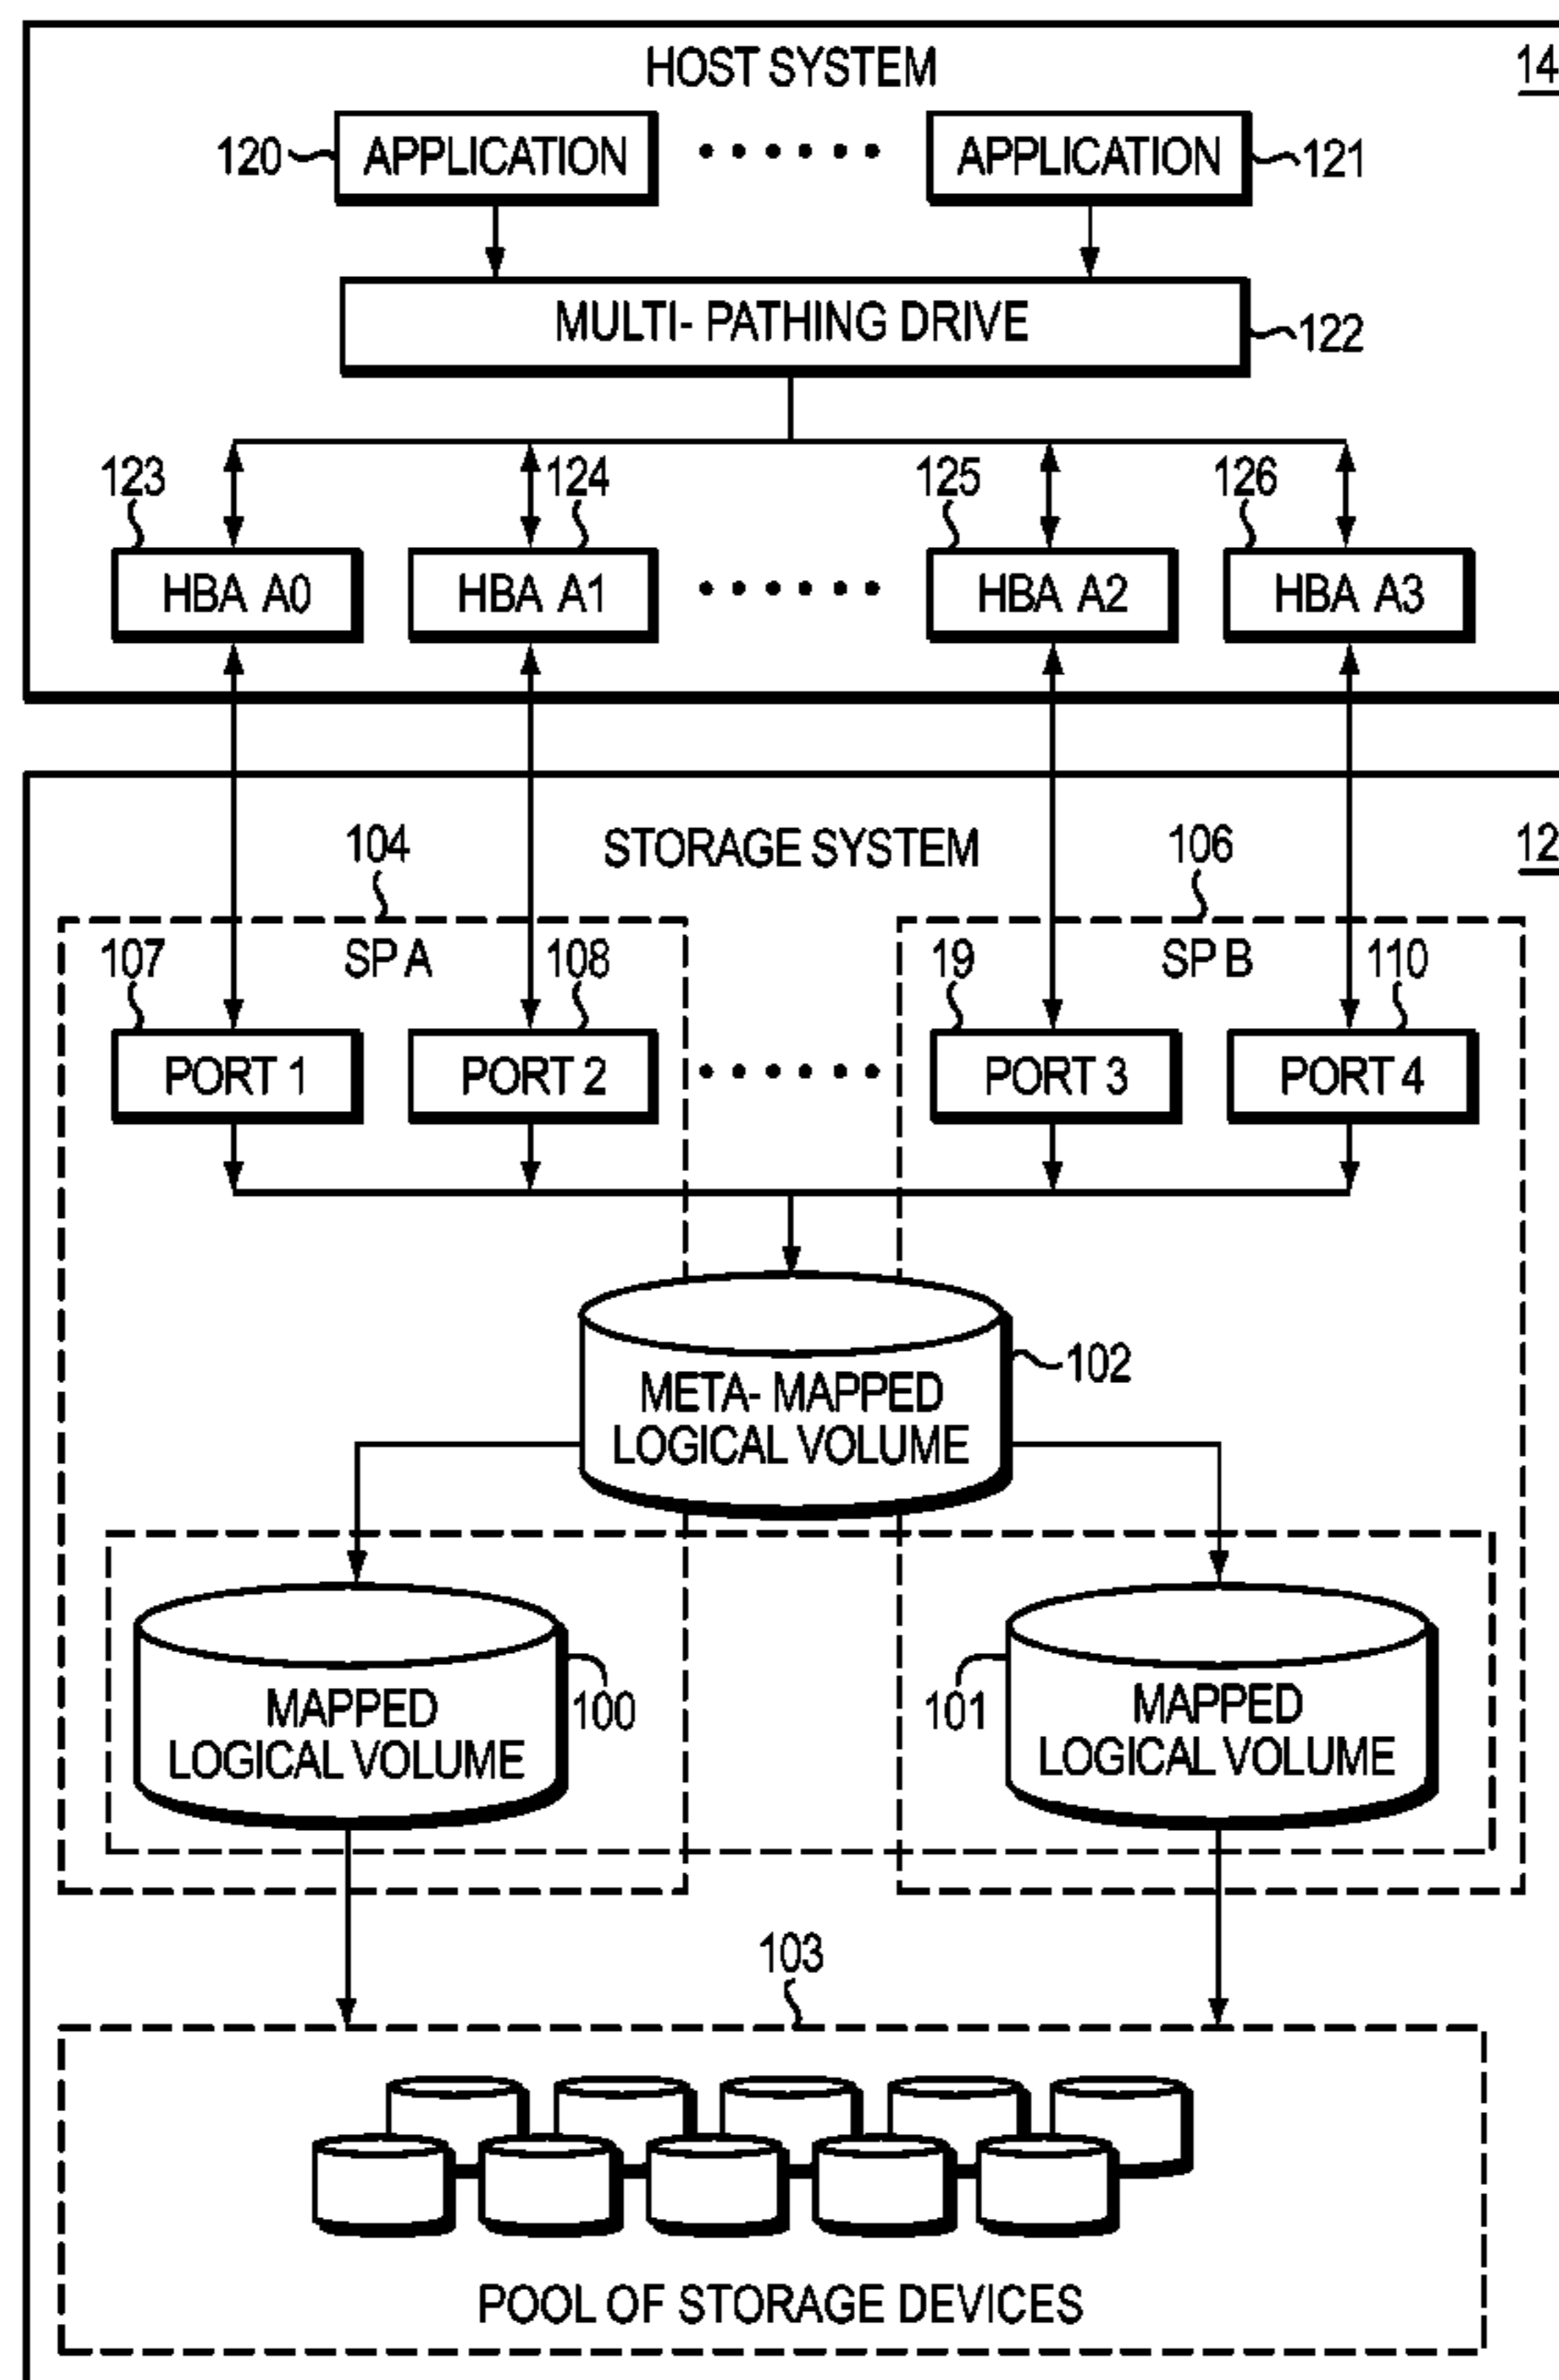 HOST SYSTEM
14
120
APPLICATION
APPLICATION
121
MULTI- PATHING DRIVE
122
123
124
125
126
HBA A0
HBA A1
HBA A2
HBA A3
104
STORAGE SYSTEM
106
12
107
SP A
108
19
SP B
110
PORT 1
PORT 2
PORT 3
PORT 4
102
META- MAPPED
LOGICAL VOLUME
MAPPED
LOGICAL VOLUME
100
101
MAPPED
LOGICAL VOLUME
103
POOL OF STORAGE DEVICES